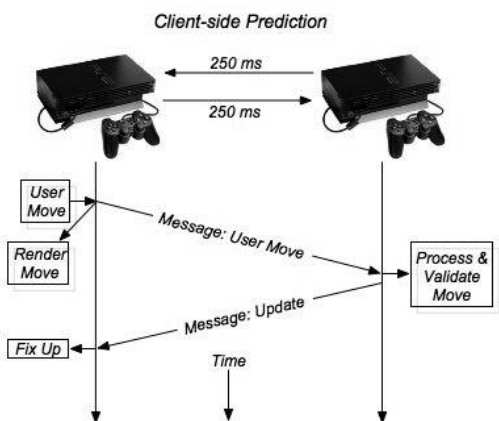 Client-side Prediction
250 ms
250 ms
User
Move
Message: User Move
Render
Move
Process &
Validate
Move
Message: Update
Fix Up
Time